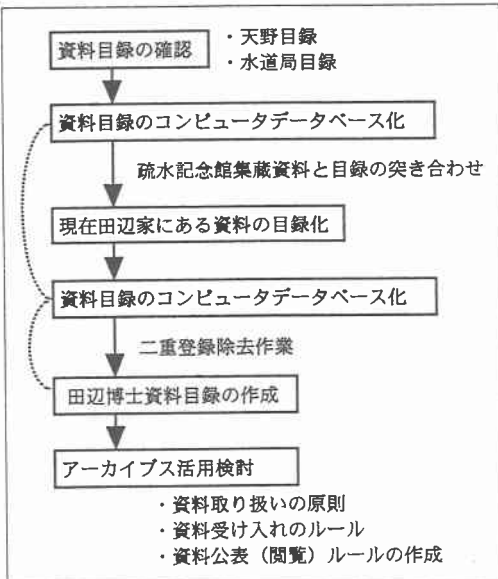 資料目録の確認
・天野目録
・水道局目録
資料目録のコンピュータデータベース化
疏水記念館集蔵資料と目録の突き合わせ
現在田辺家にある資料の目録化
資料目録のコンピュータデータベース化
二重登録除去作業
田辺博士資料目録の作成
アーカイブス活用検討
・資料取り扱いの原則
・資料受け入れのルール
・資料公表（閲覧）ルールの作成